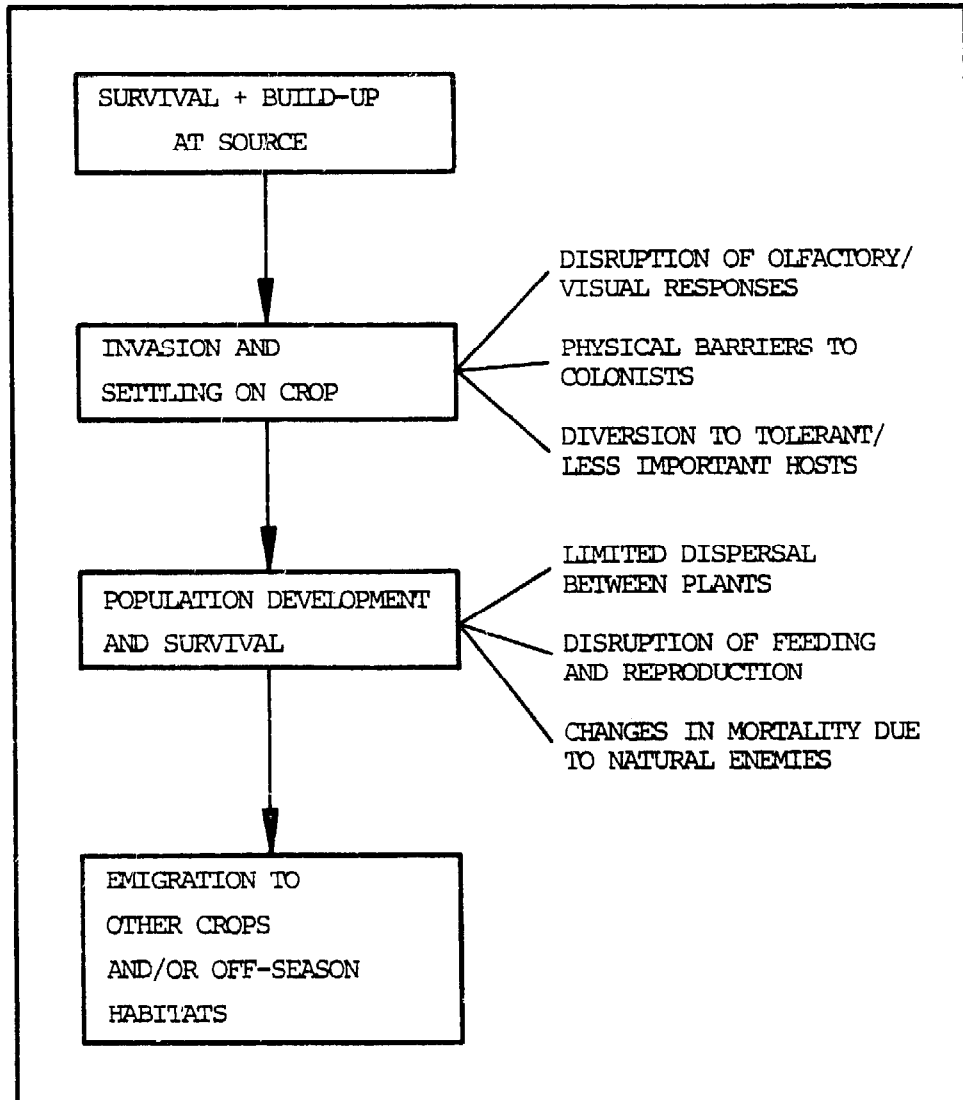 SURVIVAL + BUILD-UP
AT SOURCE
INVASION AND
SETTLING ON CROP
DISRUPTION OF OLFACTORY/
VISUAL RESPONSES
PHYSICAL BARRIERS TO
COLONISTS
DIVERSION TO TOLERANT/
LESS IMPORTANT HOSTS
POPULATION DEVELOPMENT
AND SURVIVAL
LIMITED DISPERSAL
BETWEEN PLANTS
DISRUPTION OF FEEDING
AND REPRODUCTION
CHANGES IN MORTALITY DUE
TO NATURAL ENEMIES
EMIGRATION TO
OTHER CROPS
AND/OR OFF-SEASON
HABITATS